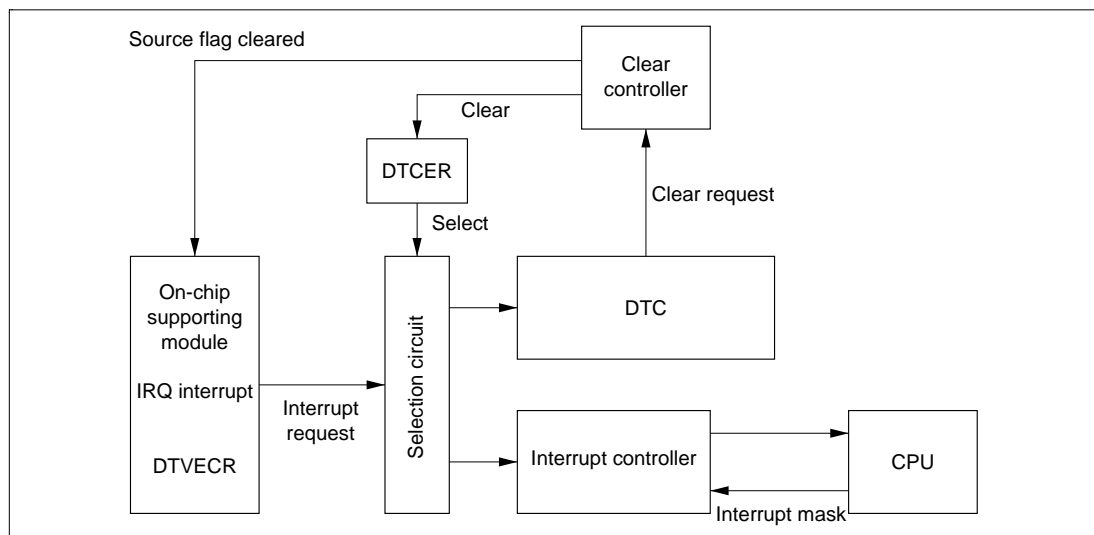 Source flag cleared
Clear
controller
Clear
DTCER
Clear request
Select
On-chip
supporting
module
DTC
Selection circuit
IRQ interrupt
Interrupt
request
Interrupt controller
CPU
DTVECR
Interrupt mask